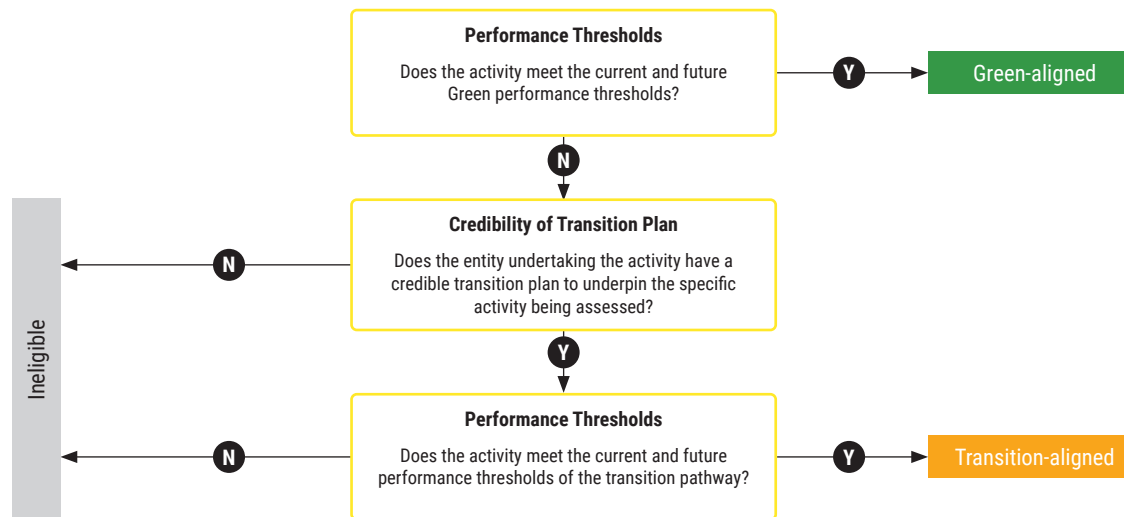 Performance Thresholds
Does the activity meet the current and future
Green performance thresholds?
Y
Green-aligned
N
Credibility of Transition Plan
Does the entity undertaking the activity have a
credible transition plan to underpin the specific
activity being assessed?
N
Y
Ineligible
Performance Thresholds
Does the activity meet the current and future
performance thresholds of the transition pathway?
N
Y
Transition-aligned